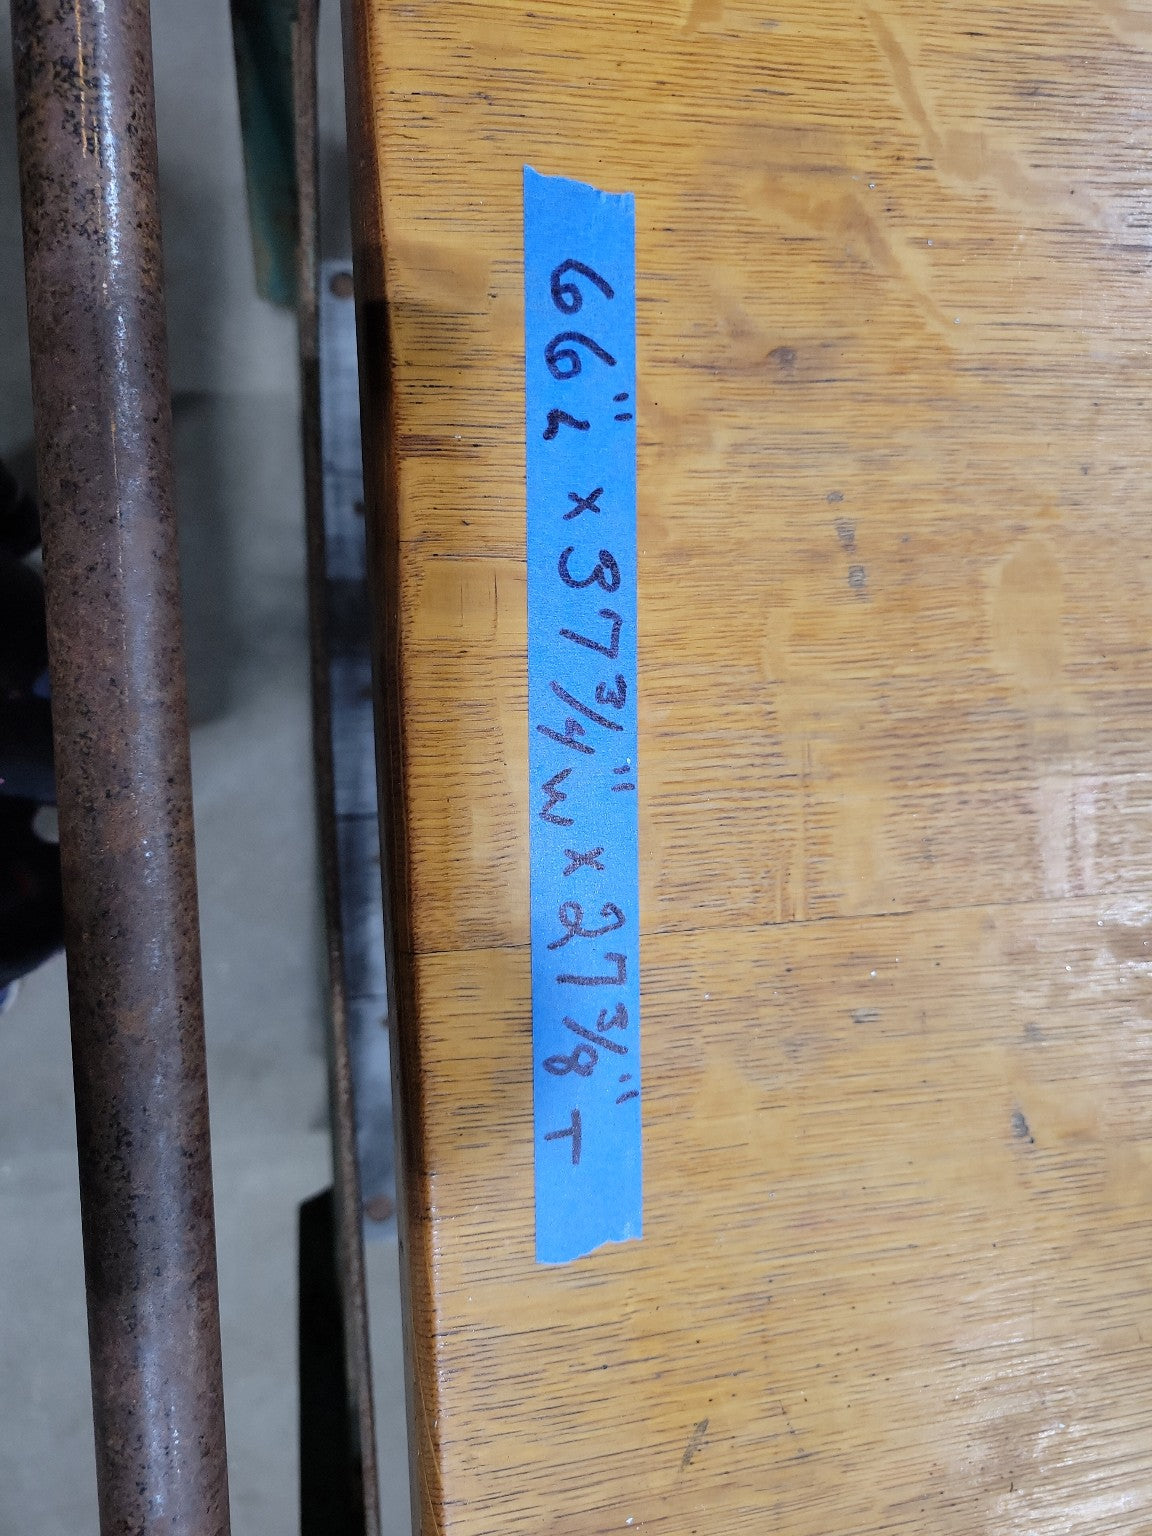 66" L x 37 3/4" W x 27 3/8" T